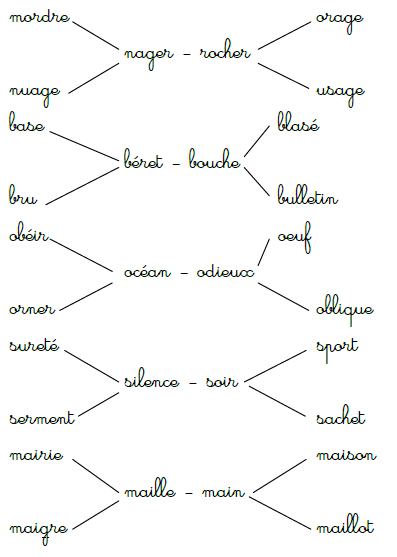 mordre orage
nager - rocher
nuage usage
base blasé
béret - bouche
bru bulletin
obéir oeuf
océan - odieux
orner oblique
sureté sport
silence - soir
serment sachet
mairie maison
maille - main
maigre maillot